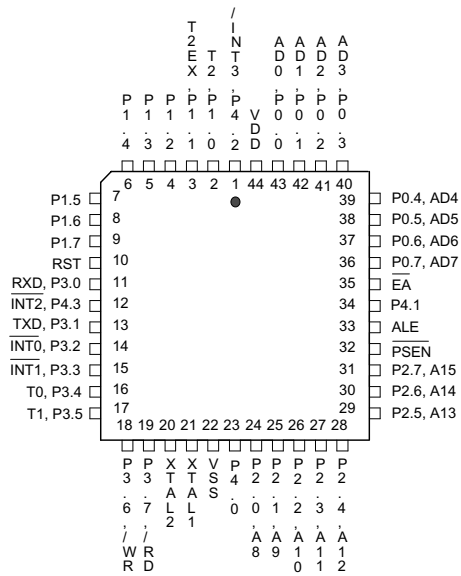 P1.4
P1.3
P1.2
T2EX,P1.1
T2,P1.0
/INT3,P4.2
VDD
AD0,P0.0
AD1,P0.1
AD2,P0.2
AD3,P0.3
6 5 4 3 2 1 44 43 42 41 40
P1.5 7
P1.6 8
P1.7 9
RST 10
RXD, P3.0 11
INT2, P4.3 12
TXD, P3.1 13
INT0, P3.2 14
INT1, P3.3 15
T0, P3.4 16
T1, P3.5 17
39 P0.4, AD4
38 P0.5, AD5
37 P0.6, AD6
36 P0.7, AD7
35 EA
34 P4.1
33 ALE
32 PSEN
31 P2.7, A15
30 P2.6, A14
29 P2.5, A13
18 19 20 21 22 23 24 25 26 27 28
P3.6,/WR
P3.7,/RD
XTAL2
XTAL1
VSS
P4.0
P2.0,A8
P2.1,A9
P2.2,A10
P2.3,A11
P2.4,A12